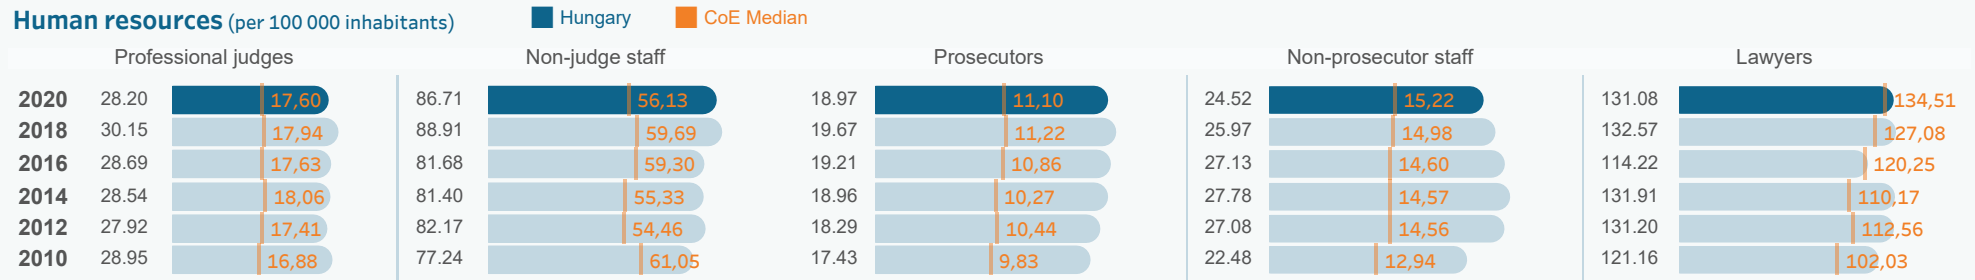 Human resources (per 100 000 inhabitants) Hungary CoE Median
Professional judges Non-judge staff Prosecutors Non-prosecutor staff Lawyers
2020 28.20 17,60 86.71 56,13 18.97 11,10 24.52 15,22 131.08 134,51
2018 30.15 17,94 88.91 59,69 19.67 11,22 25.97 14,98 132.57 127,08
2016 28.69 17,63 81.68 59,30 19.21 10,86 27.13 14,60 114.22 120,25
2014 28.54 18,06 81.40 55,33 18.96 10,27 27.78 14,57 131.91 110,17
2012 27.92 17,41 82.17 54,46 18.29 10,44 27.08 14,56 131.20 112,56
2010 28.95 16,88 77.24 61,05 17.43 9,83 22.48 12,94 121.16 102,03